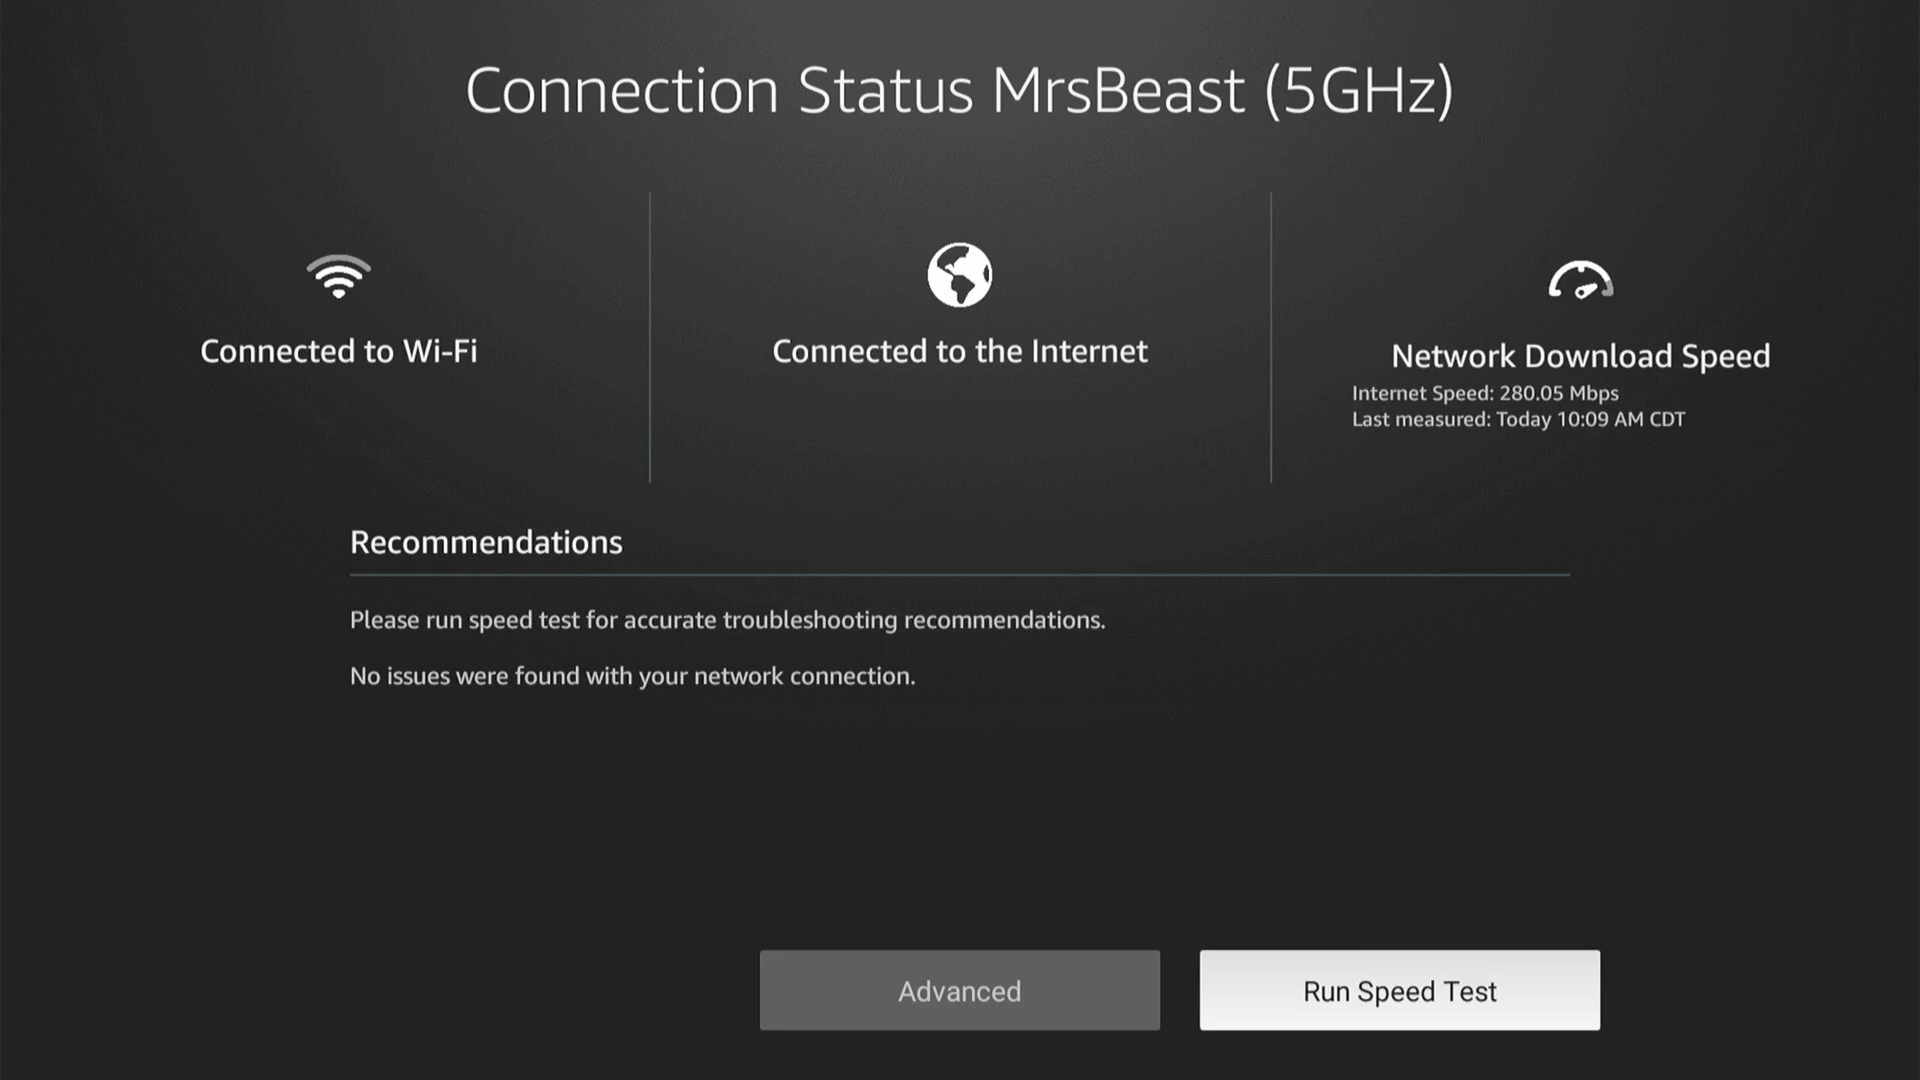 Connection Status MrsBeast (5GHz)
Connected to Wi-Fi
Connected to the Internet
Network Download Speed
Internet Speed: 280.05 Mbps
Last measured: Today 10:09 AM CDT
Recommendations
Please run speed test for accurate troubleshooting recommendations.
No issues were found with your network connection.
Advanced
Run Speed Test